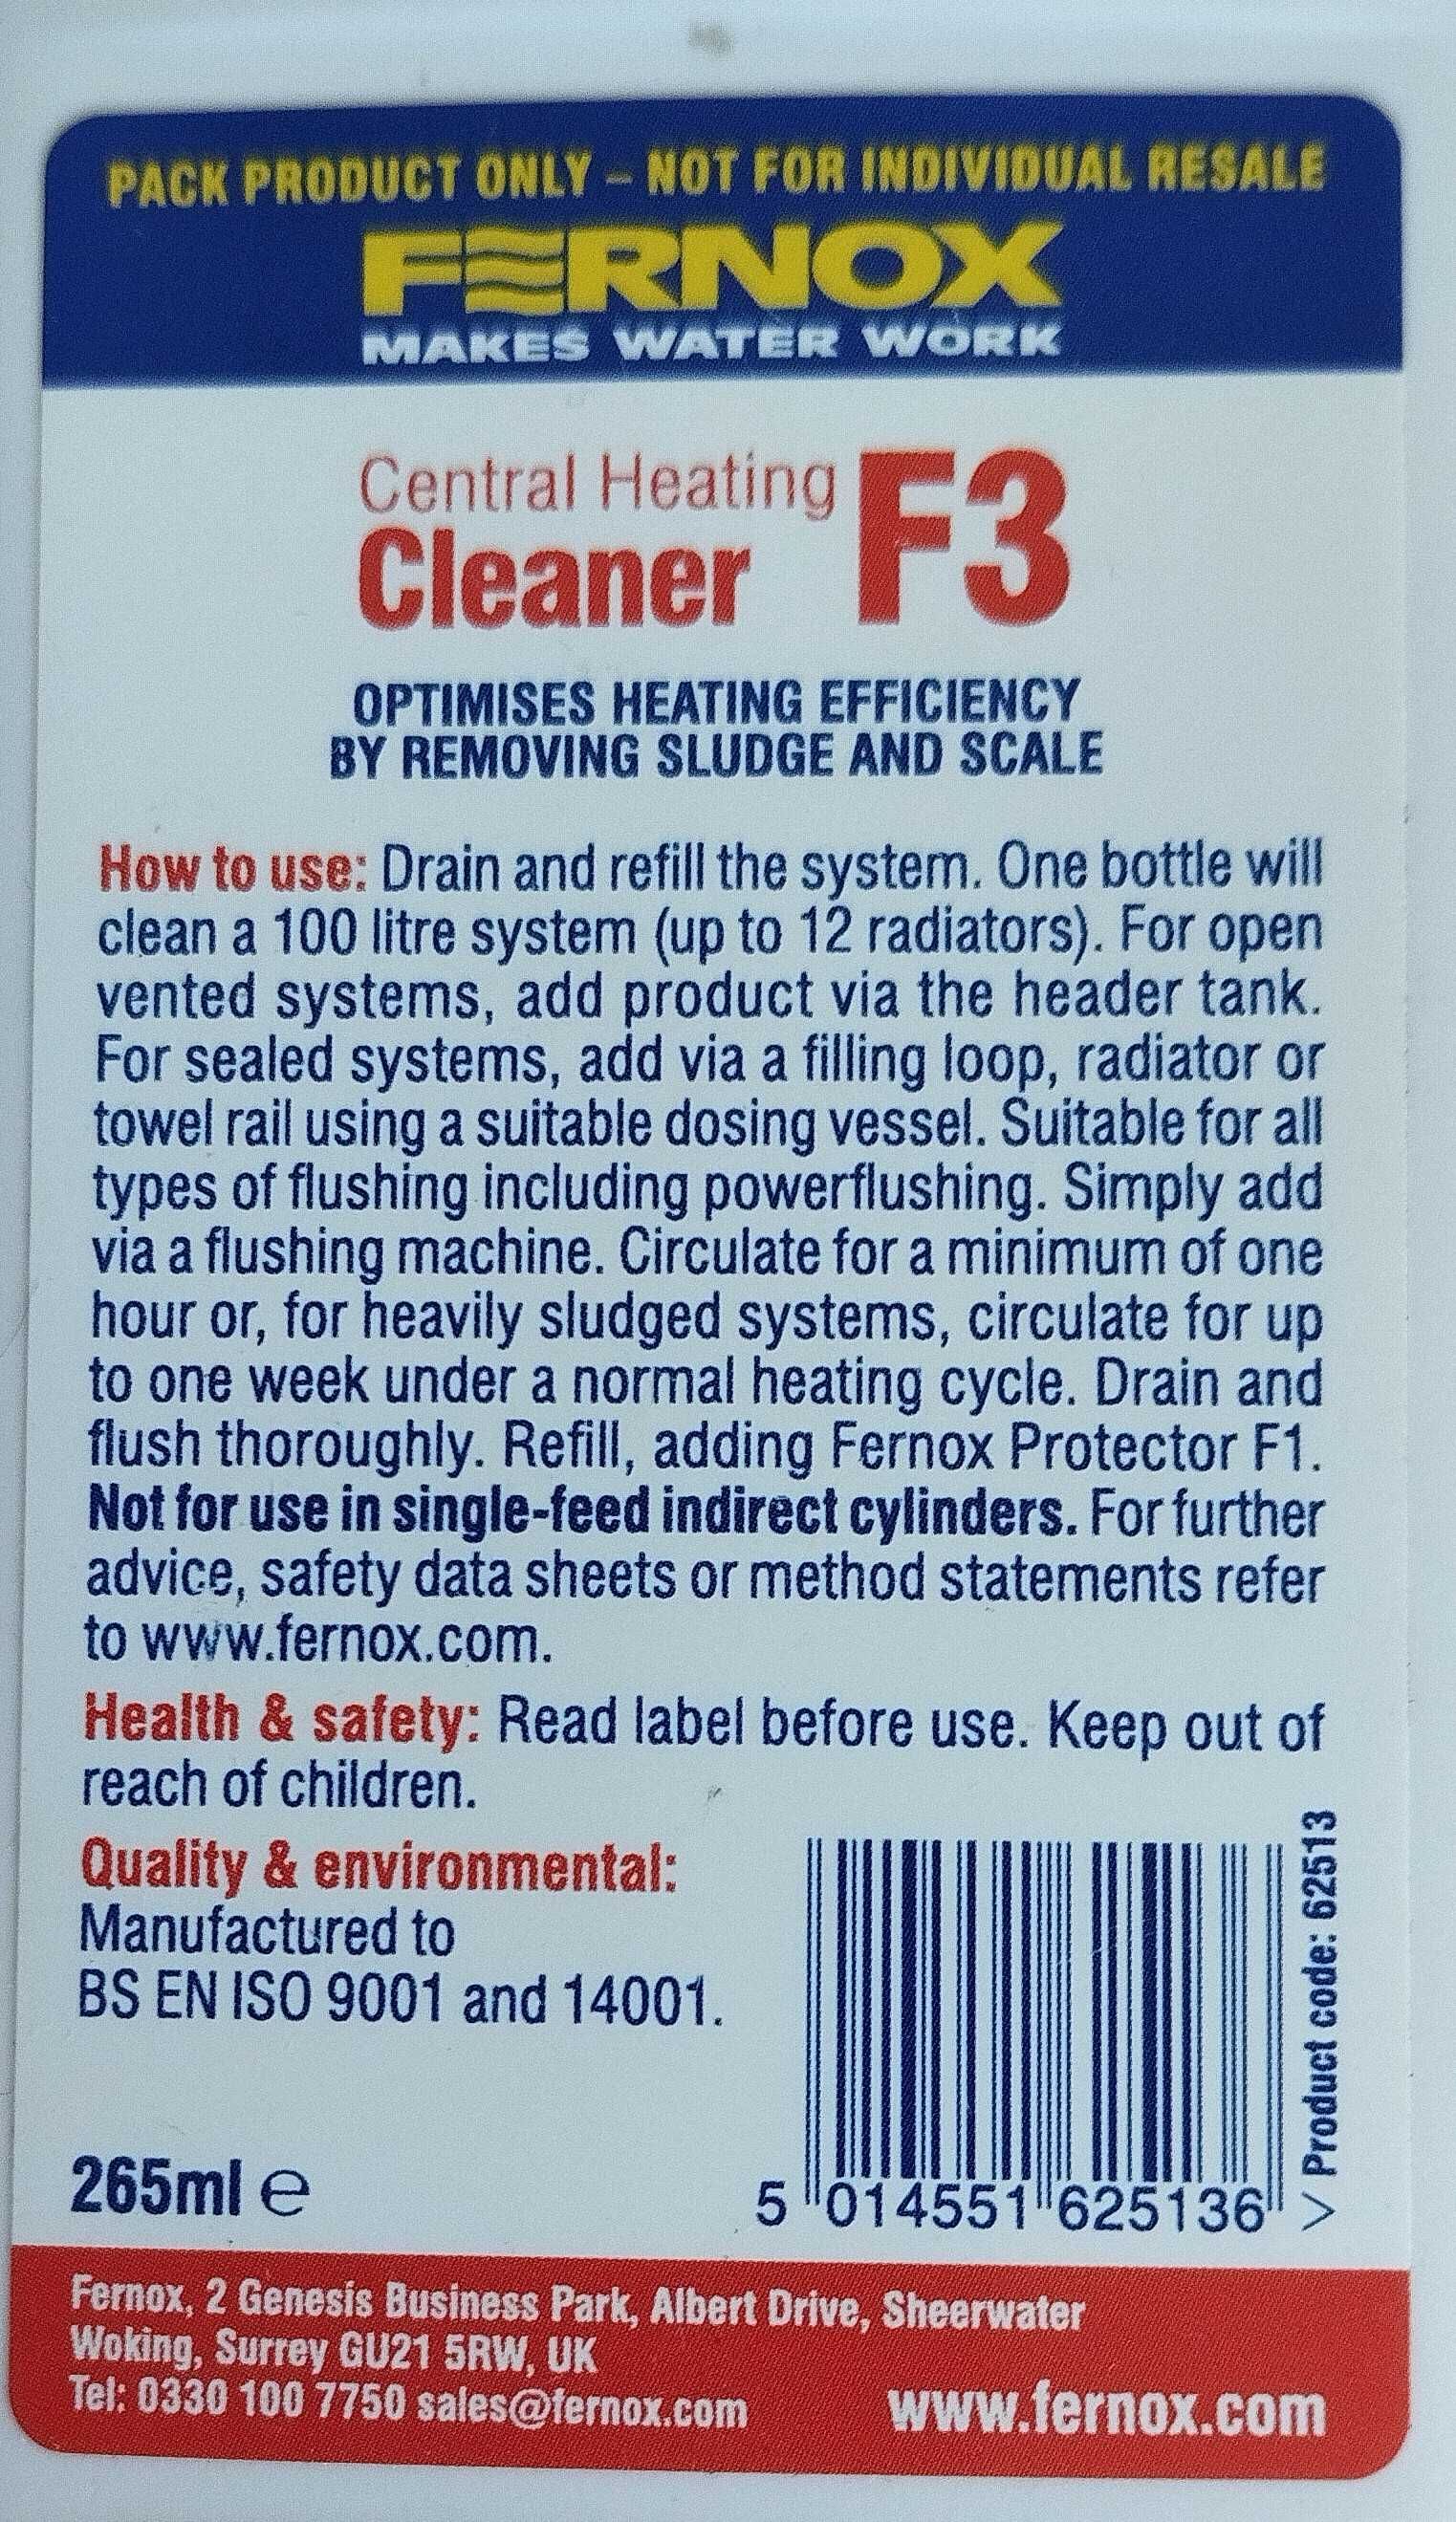 PACK PRODUCT ONLY – NOT FOR INDIVIDUAL RESALE
FERNOX
MAKES WATER WORK
Central Heating
Cleaner F3
OPTIMISES HEATING EFFICIENCY
BY REMOVING SLUDGE AND SCALE
How to use: Drain and refill the system. One bottle will
clean a 100 litre system (up to 12 radiators). For open
vented systems, add product via the header tank.
For sealed systems, add via a filling loop, radiator or
towel rail using a suitable dosing vessel. Suitable for all
types of flushing including powerflushing. Simply add
via a flushing machine. Circulate for a minimum of one
hour or, for heavily sludged systems, circulate for up
to one week under a normal heating cycle. Drain and
flush thoroughly. Refill, adding Fernox Protector F1.
Not for use in single-feed indirect cylinders. For further
advice, safety data sheets or method statements refer
to www.fernox.com.
Health & safety: Read label before use. Keep out of
reach of children.
Quality & environmental:
Manufactured to
BS EN ISO 9001 and 14001.
265ml ℮
5 014551 625136 >
Product code: 62513
Fernox, 2 Genesis Business Park, Albert Drive, Sheerwater
Woking, Surrey GU21 5RW, UK
Tel: 0330 100 7750 sales@fernox.com
www.fernox.com